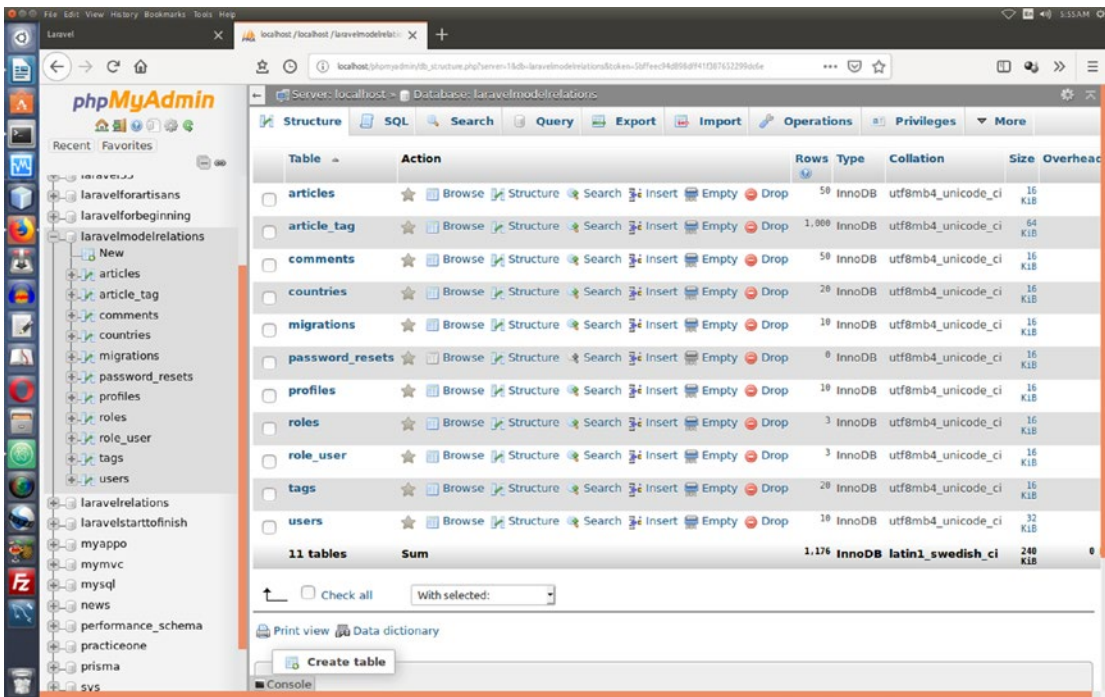 File Edit View History Bookmarks Tools Help
5:55AM
Laravel
localhost / localhost / laravelmodelrelatio
localhost/phpmyadmin/db_structure.php?server=1&db=laravelmodelrelations&token=
phpMyAdmin
Recent Favorites
laravelforartisans
laravelforbeginning
laravelmodelrelations
New
articles
article_tag
comments
countries
migrations
password_resets
profiles
roles
role_user
tags
users
laravelrelations
laravelstarttofinish
myappo
mymvc
mysql
news
performance_schema
practiceone
prisma
sys
Server: localhost » Database: laravelmodelrelations
Structure SQL Search Query Export Import Operations Privileges More
Table Action Rows Type Collation Size Overhead
articles Browse Structure Search Insert Empty Drop 50 InnoDB utf8mb4_unicode_ci 16 KiB
article_tag Browse Structure Search Insert Empty Drop 1,000 InnoDB utf8mb4_unicode_ci 64 KiB
comments Browse Structure Search Insert Empty Drop 50 InnoDB utf8mb4_unicode_ci 16 KiB
countries Browse Structure Search Insert Empty Drop 20 InnoDB utf8mb4_unicode_ci 16 KiB
migrations Browse Structure Search Insert Empty Drop 10 InnoDB utf8mb4_unicode_ci 16 KiB
password_resets Browse Structure Search Insert Empty Drop 0 InnoDB utf8mb4_unicode_ci 16 KiB
profiles Browse Structure Search Insert Empty Drop 10 InnoDB utf8mb4_unicode_ci 16 KiB
roles Browse Structure Search Insert Empty Drop 3 InnoDB utf8mb4_unicode_ci 16 KiB
role_user Browse Structure Search Insert Empty Drop 3 InnoDB utf8mb4_unicode_ci 16 KiB
tags Browse Structure Search Insert Empty Drop 20 InnoDB utf8mb4_unicode_ci 16 KiB
users Browse Structure Search Insert Empty Drop 10 InnoDB utf8mb4_unicode_ci 32 KiB
11 tables Sum 1,176 InnoDB latin1_swedish_ci 240 KiB 0
Check all With selected:
Print view Data dictionary
Create table
Console